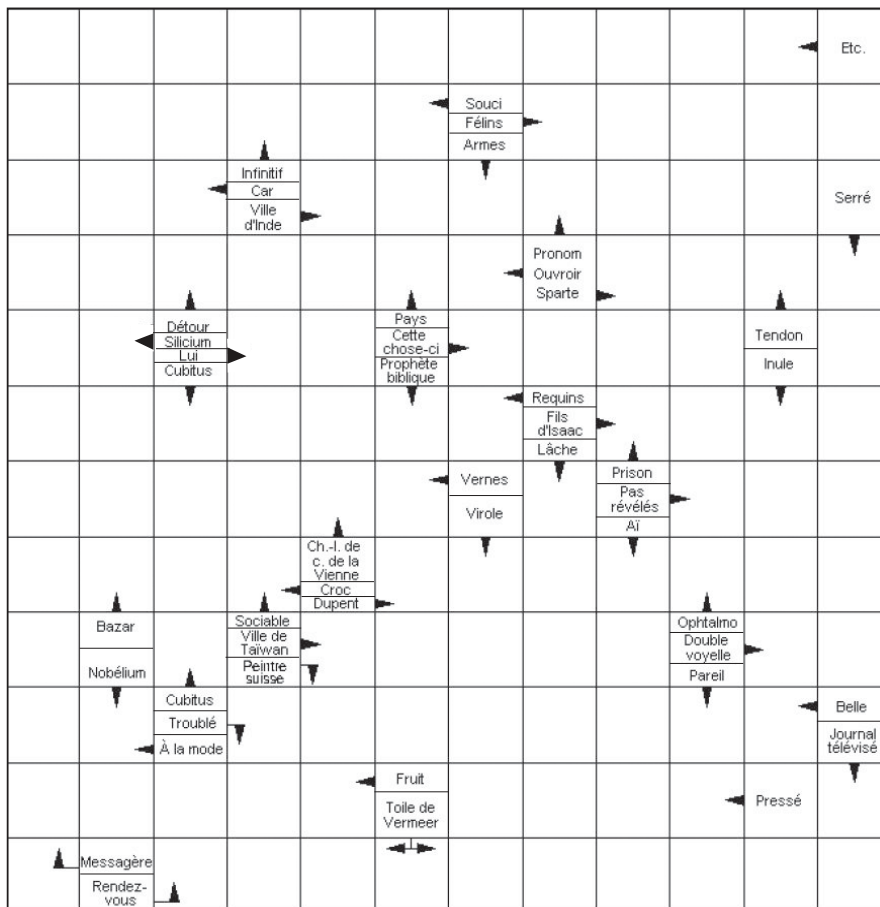 Etc.
Souci
Félins
Armes
Infinitif
Car
Ville
d'Inde
Serré
Pronom
Ouvroir
Sparte
Détour
Silicium
Lui
Cubitus
Pays
Cette
chose-ci
Prophète
biblique
Tendon
Inule
Requins
Fils
d'Isaac
Lâche
Vernes
Virole
Prison
Pas
révélés
Aï
Ch.-l. de
c. de la
Vienne
Croc
Dupent
Bazar
Nobélium
Sociable
Ville de
Taïwan
Peintre
suisse
Ophtalmo
Double
voyelle
Pareil
Cubitus
Troublé
À la mode
Belle
Journal
télévisé
Fruit
Toile de
Vermeer
Pressé
Messagère
Rendez-
vous